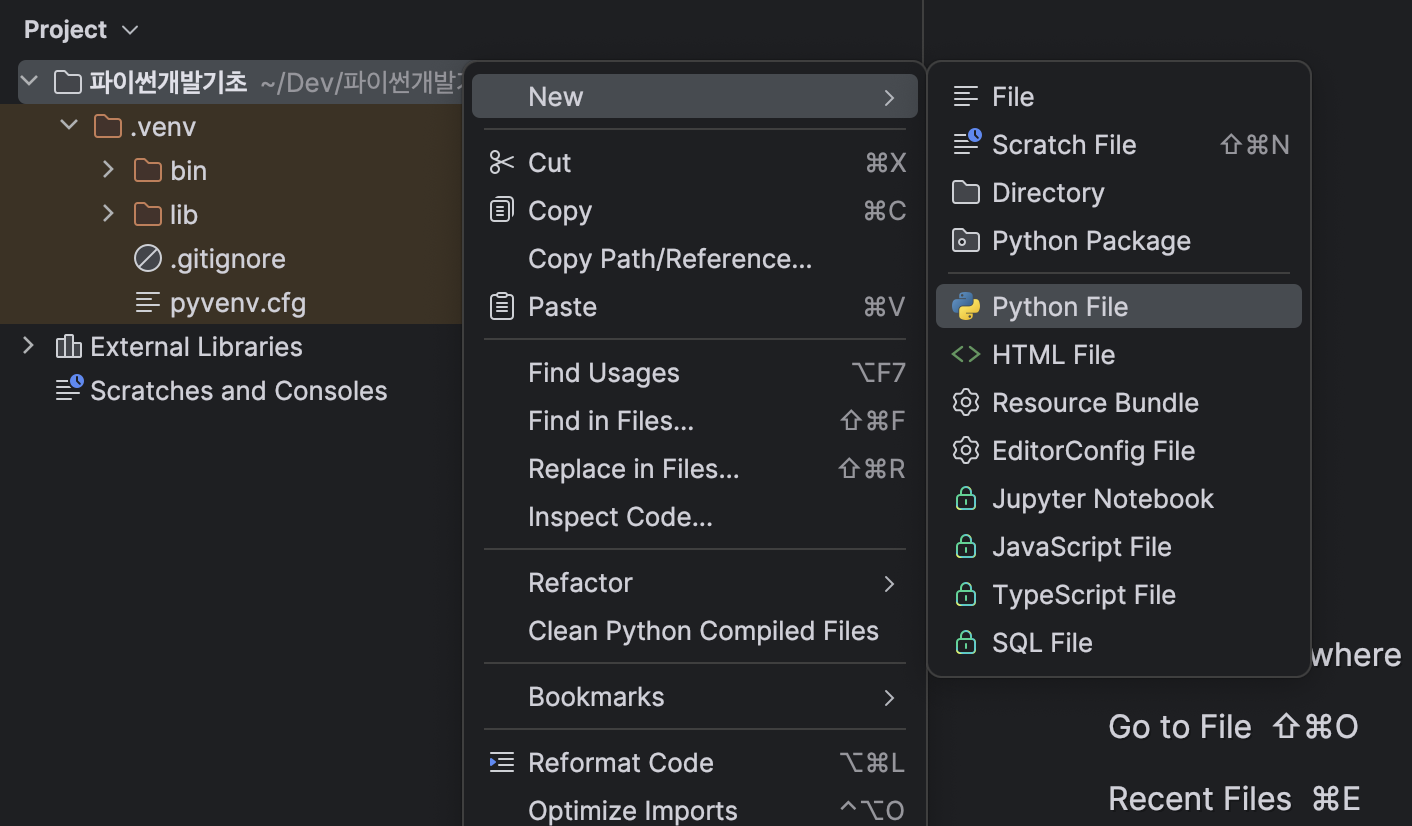 Project
파이썬개발기초 ~/Dev/파이썬개발
.venv
bin
lib
.gitignore
pyvenv.cfg
External Libraries
Scratches and Consoles
New
Cut ⌘X
Copy ⌘C
Copy Path/Reference...
Paste ⌘V
Find Usages ⌥F7
Find in Files... ⇧⌘F
Replace in Files... ⇧⌘R
Inspect Code...
Refactor
Clean Python Compiled Files
Bookmarks
Reformat Code ⌥⌘L
Optimize Imports ^⌥O
File
Scratch File ⇧⌘N
Directory
Python Package
Python File
HTML File
Resource Bundle
EditorConfig File
Jupyter Notebook
JavaScript File
TypeScript File
SQL File
where
Go to File ⇧⌘O
Recent Files ⌘E